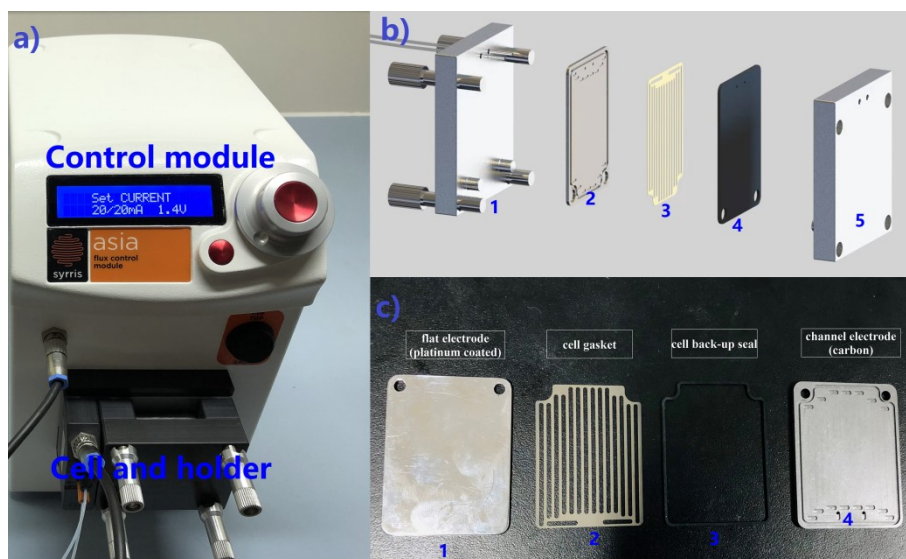 a)
Control module
Set CURRENT
20/20mA 1.4V
syrris
asia
flux control
module
Cell and holder
b)
1
2
3
4
5
c)
flat electrode
(platinum coated)
cell gasket
cell back-up seal
channel electrode
(carbon)
1
2
3
4